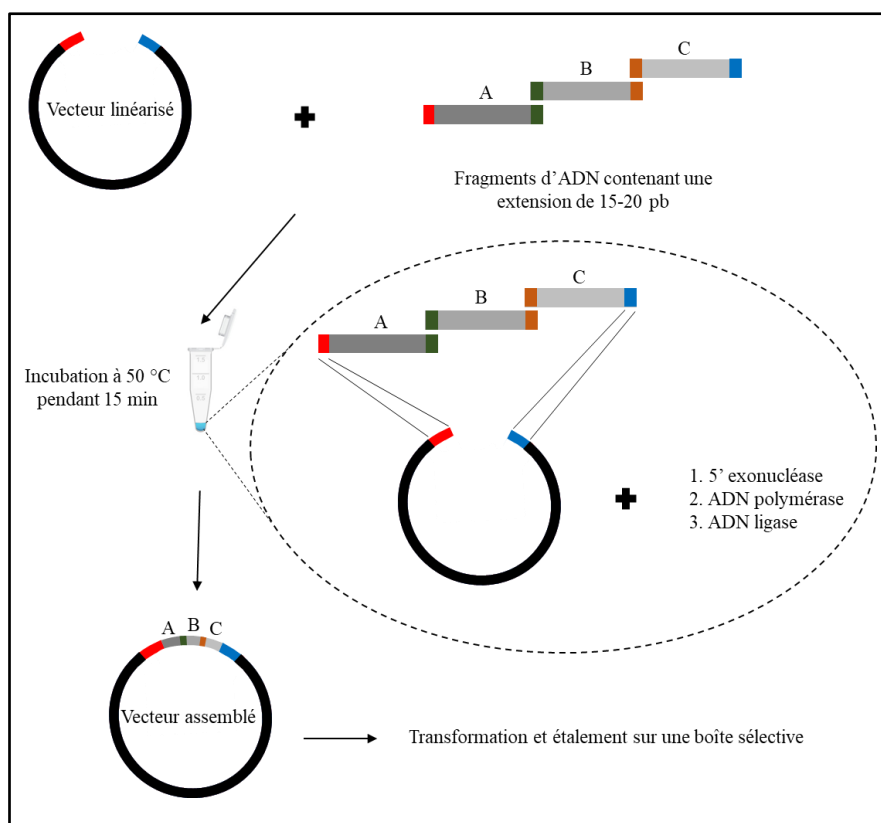 C
B
A
Vecteur linéarisé
Fragments d'ADN contenant une
extension de 15-20 pb
C
B
A
Incubation à 50 °C
pendant 15 min
1. 5' exonucléase
2. ADN polymérase
3. ADN ligase
A B C
Vecteur assemblé
Transformation et étalement sur une boîte sélective